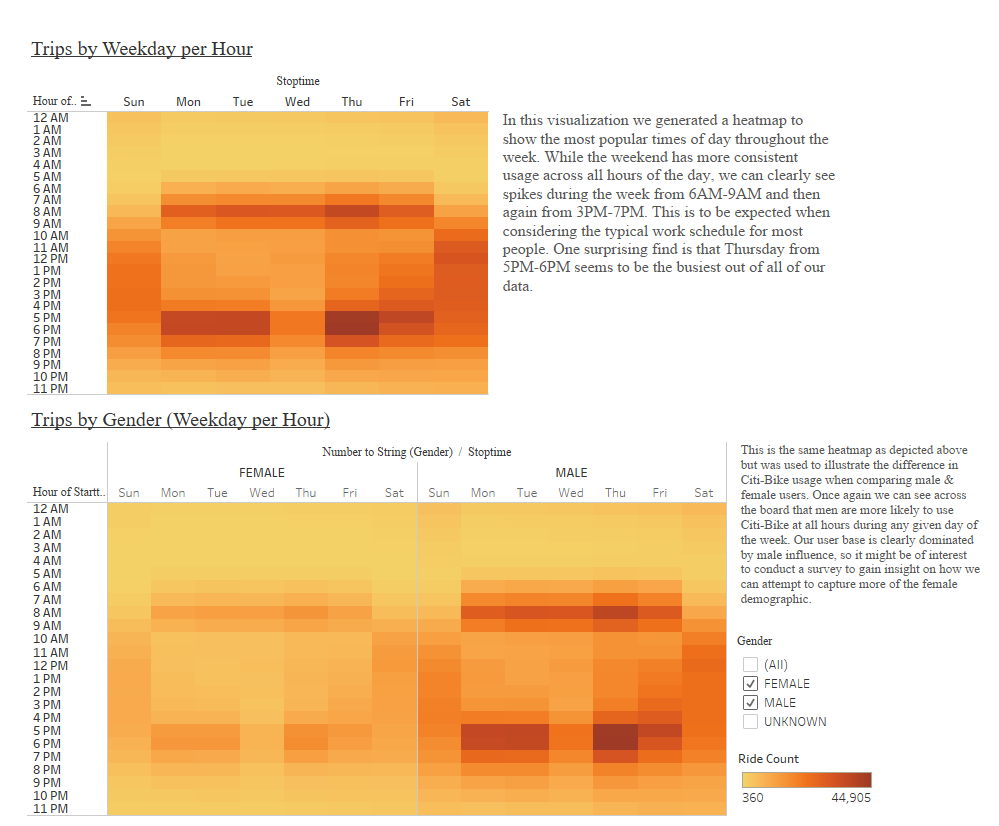 Trips by Weekday per Hour
Stoptime
Hour of..
Sun Mon Tue Wed Thu Fri Sat
12 AM
1 AM
2 AM
3 AM
4 AM
5 AM
6 AM
7 AM
8 AM
9 AM
10 AM
11 AM
12 PM
1 PM
2 PM
3 PM
4 PM
5 PM
6 PM
7 PM
8 PM
9 PM
10 PM
11 PM
In this visualization we generated a heatmap to
show the most popular times of day throughout the
week. While the weekend has more consistent
usage across all hours of the day, we can clearly see
spikes during the week from 6AM-9AM and then
again from 3PM-7PM. This is to be expected when
considering the typical work schedule for most
people. One surprising find is that Thursday from
5PM-6PM seems to be the busiest out of all of our
data.
Trips by Gender (Weekday per Hour)
Number to String (Gender) / Stoptime
FEMALE MALE
Hour of Startt..
Sun Mon Tue Wed Thu Fri Sat Sun Mon Tue Wed Thu Fri Sat
12 AM
1 AM
2 AM
3 AM
4 AM
5 AM
6 AM
7 AM
8 AM
9 AM
10 AM
11 AM
12 PM
1 PM
2 PM
3 PM
4 PM
5 PM
6 PM
7 PM
8 PM
9 PM
10 PM
11 PM
This is the same heatmap as depicted above
but was used to illustrate the difference in
Citi-Bike usage when comparing male &
female users. Once again we can see across
the board that men are more likely to use
Citi-Bike at all hours during any given day of
the week. Our user base is clearly dominated
by male influence, so it might be of interest
to conduct a survey to gain insight on how we
can attempt to capture more of the female
demographic.
Gender
(All)
FEMALE
MALE
UNKNOWN
Ride Count
360 44,905